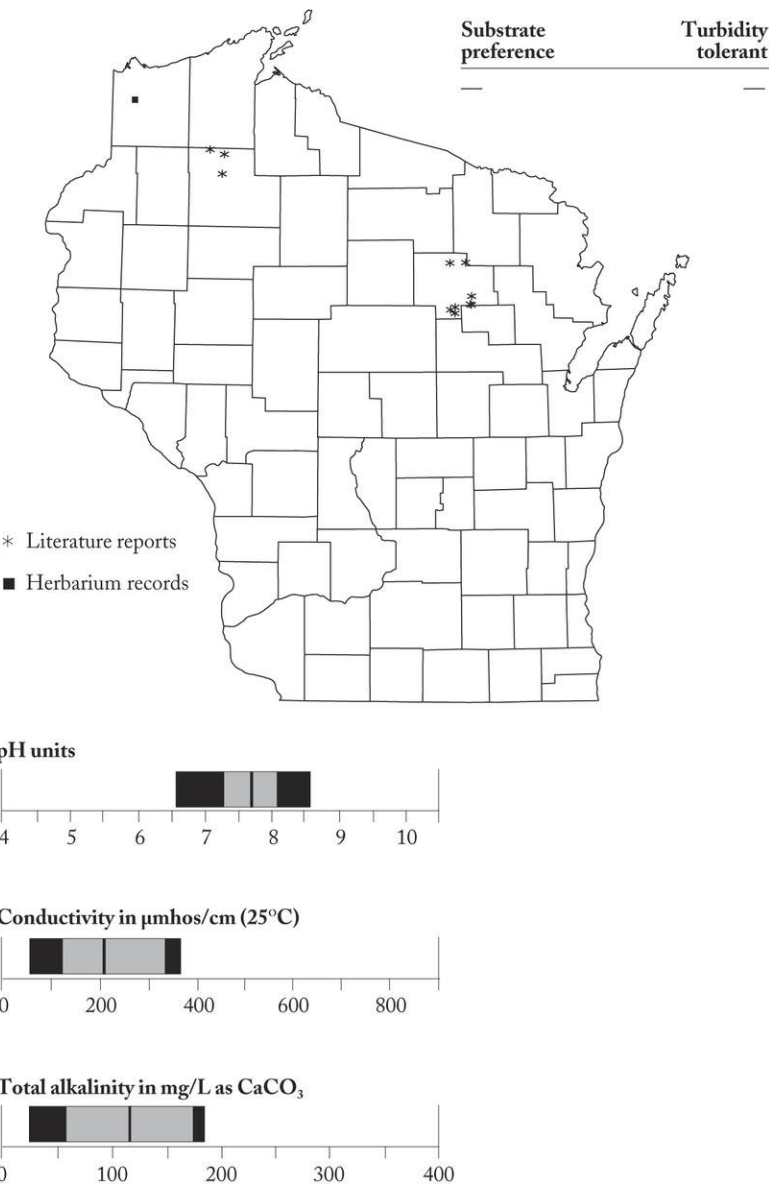 Substrate preference
Turbidity tolerant
—
—
* Literature reports
■ Herbarium records
pH units
4 5 6 7 8 9 10
Conductivity in µmhos/cm (25°C)
0 200 400 600 800
Total alkalinity in mg/L as CaCO₃
0 100 200 300 400